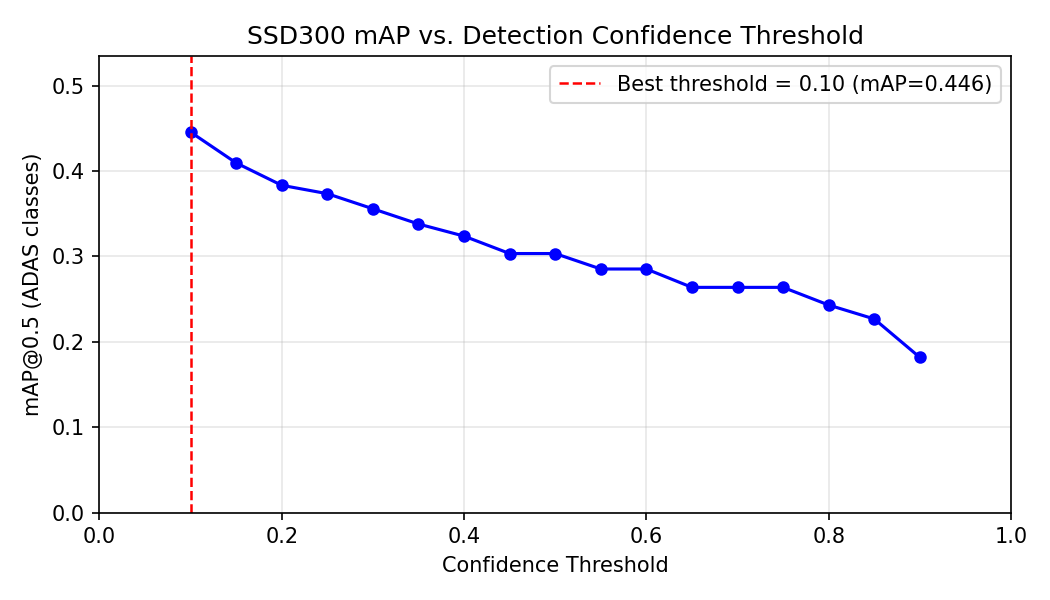 SSD300 mAP vs. Detection Confidence Threshold
Best threshold = 0.10 (mAP=0.446)
mAP@0.5 (ADAS classes)
0.5
0.4
0.3
0.2
0.1
0.0
0.0 0.2 0.4 0.6 0.8 1.0
Confidence Threshold